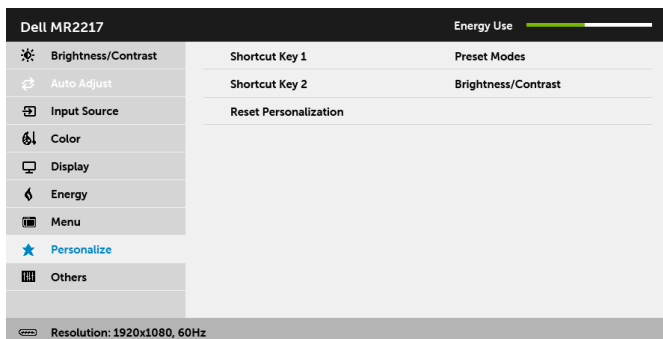 Dell MR2217 Energy Use
Brightness/Contrast Shortcut Key 1 Preset Modes
Auto Adjust Shortcut Key 2 Brightness/Contrast
Input Source Reset Personalization
Color
Display
Energy
Menu
Personalize
Others
Resolution: 1920x1080, 60Hz